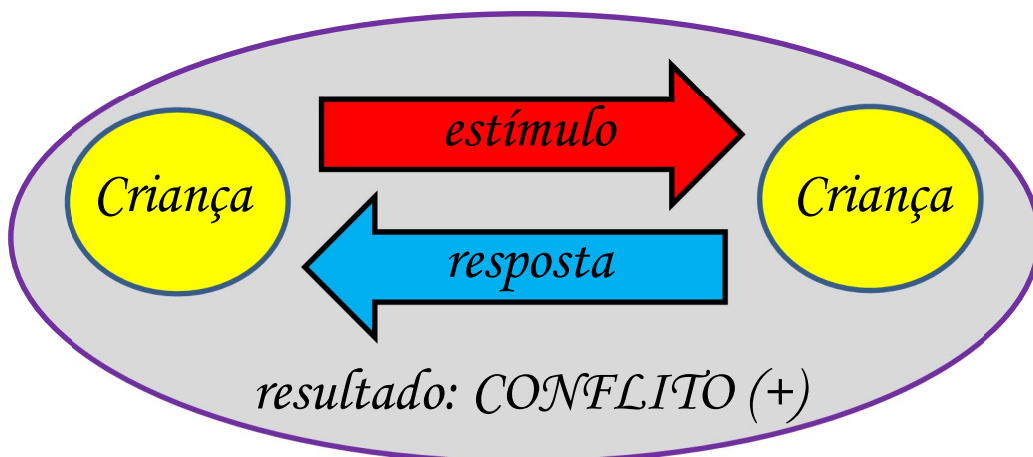 estímulo
Criança
Criança
resposta
resultado: CONFLITO (+)